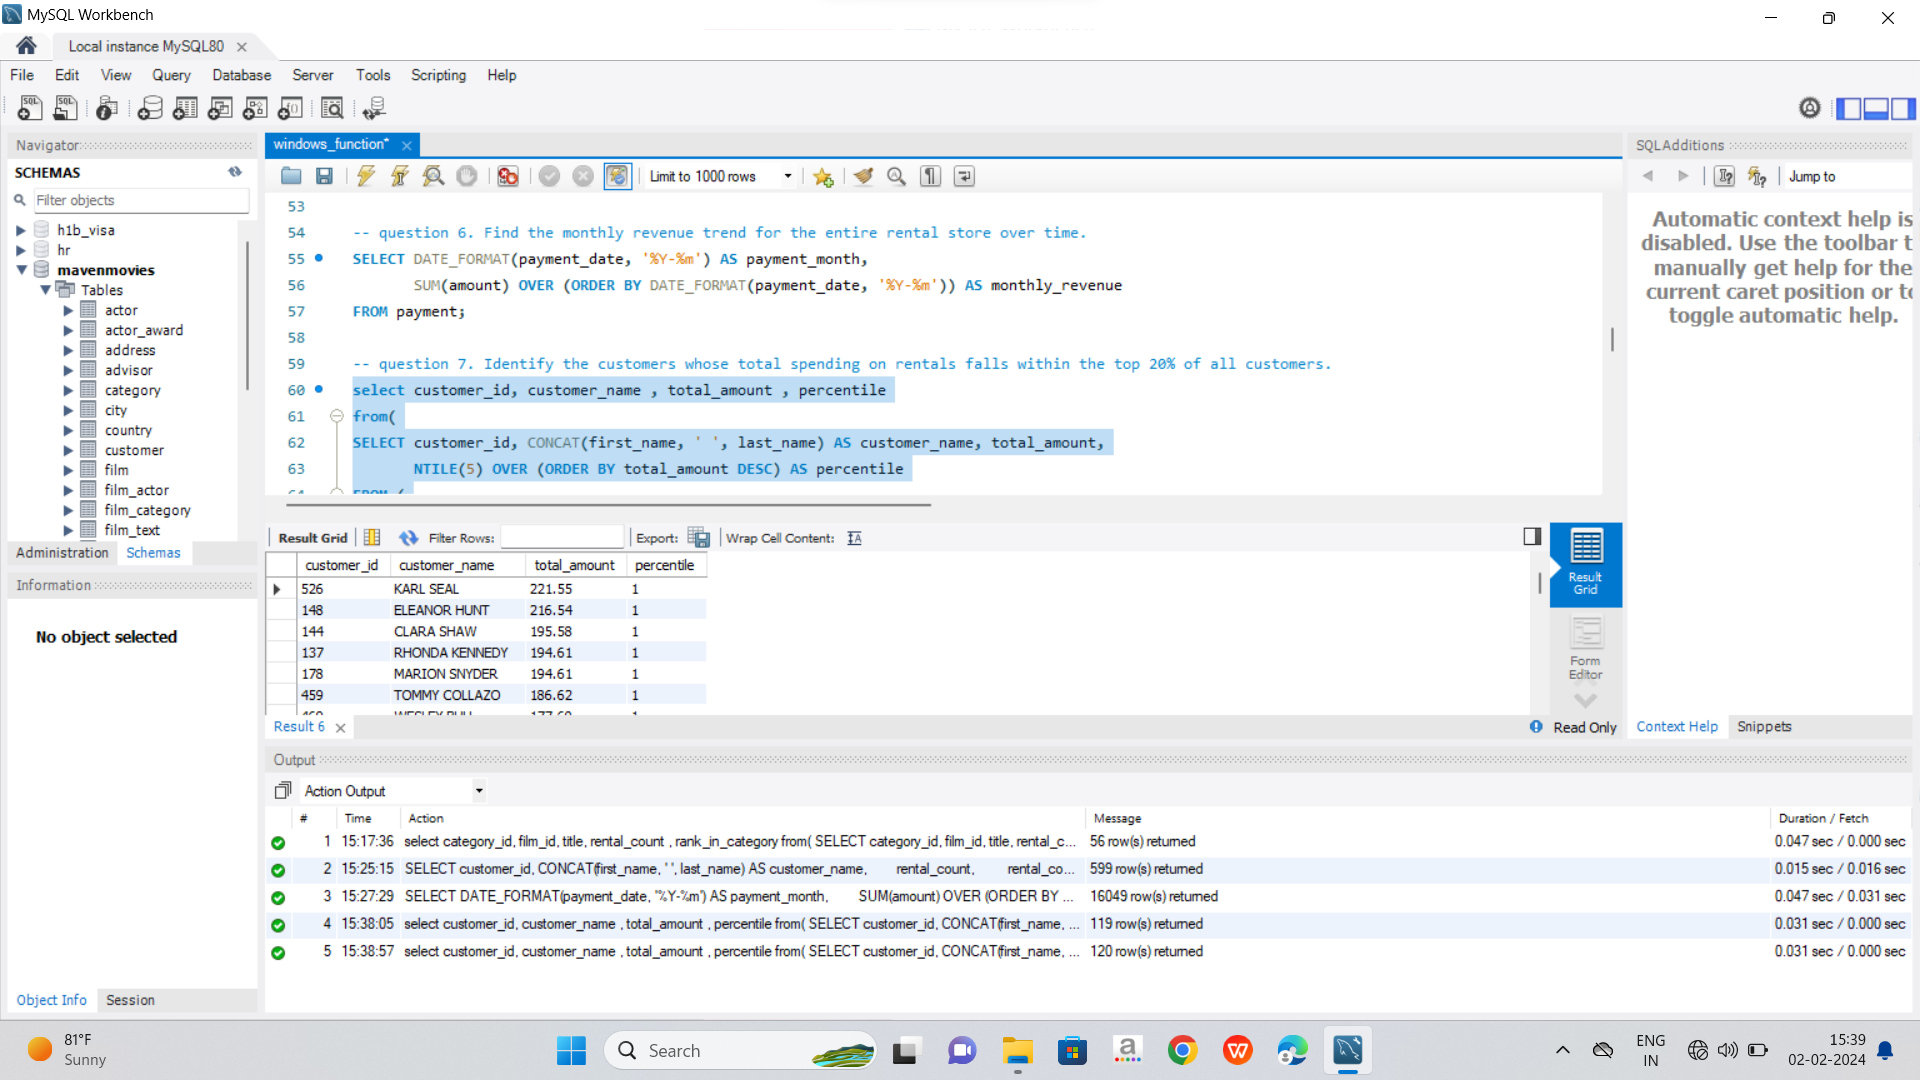 MySQL Workbench
Local instance MySQL80
File Edit View Query Database Server Tools Scripting Help
Navigator
SCHEMAS
Filter objects
h1b_visa
hr
mavenmovies
Tables
actor
actor_award
address
advisor
category
city
country
customer
film
film_actor
film_category
film_text
Administration Schemas
Information
No object selected
Object Info Session
windows_function*
Limit to 1000 rows
53
54 -- question 6. Find the monthly revenue trend for the entire rental store over time.
55 SELECT DATE_FORMAT(payment_date, '%Y-%m') AS payment_month,
56 SUM(amount) OVER (ORDER BY DATE_FORMAT(payment_date, '%Y-%m')) AS monthly_revenue
57 FROM payment;
58
59 -- question 7. Identify the customers whose total spending on rentals falls within the top 20% of all customers.
60 select customer_id, customer_name , total_amount , percentile
61 from(
62 SELECT customer_id, CONCAT(first_name, ' ', last_name) AS customer_name, total_amount,
63 NTILE(5) OVER (ORDER BY total_amount DESC) AS percentile
64 FROM (
Result Grid Filter Rows: Export: Wrap Cell Content:
customer_id customer_name total_amount percentile
526 KARL SEAL 221.55 1
148 ELEANOR HUNT 216.54 1
144 CLARA SHAW 195.58 1
137 RHONDA KENNEDY 194.61 1
178 MARION SNYDER 194.61 1
459 TOMMY COLLAZO 186.62 1
Result Grid
Form Editor
Result 6
Read Only
SQLAdditions
Jump to
Automatic context help is
disabled. Use the toolbar t
manually get help for the
current caret position or to
toggle automatic help.
Context Help Snippets
Output
Action Output
# Time Action Message Duration / Fetch
1 15:17:36 select category_id, film_id, title, rental_count , rank_in_category from( SELECT category_id, film_id, title, rental_c... 56 row(s) returned 0.047 sec / 0.000 sec
2 15:25:15 SELECT customer_id, CONCAT(first_name, ' ', last_name) AS customer_name, rental_count, rental_co... 599 row(s) returned 0.015 sec / 0.016 sec
3 15:27:29 SELECT DATE_FORMAT(payment_date, '%Y-%m') AS payment_month, SUM(amount) OVER (ORDER BY ... 16049 row(s) returned 0.047 sec / 0.031 sec
4 15:38:05 select customer_id, customer_name , total_amount , percentile from( SELECT customer_id, CONCAT(first_name, ... 119 row(s) returned 0.031 sec / 0.000 sec
5 15:38:57 select customer_id, customer_name , total_amount , percentile from( SELECT customer_id, CONCAT(first_name, ... 120 row(s) returned 0.031 sec / 0.000 sec
81°F
Sunny
Search
ENG
IN
15:39
02-02-2024